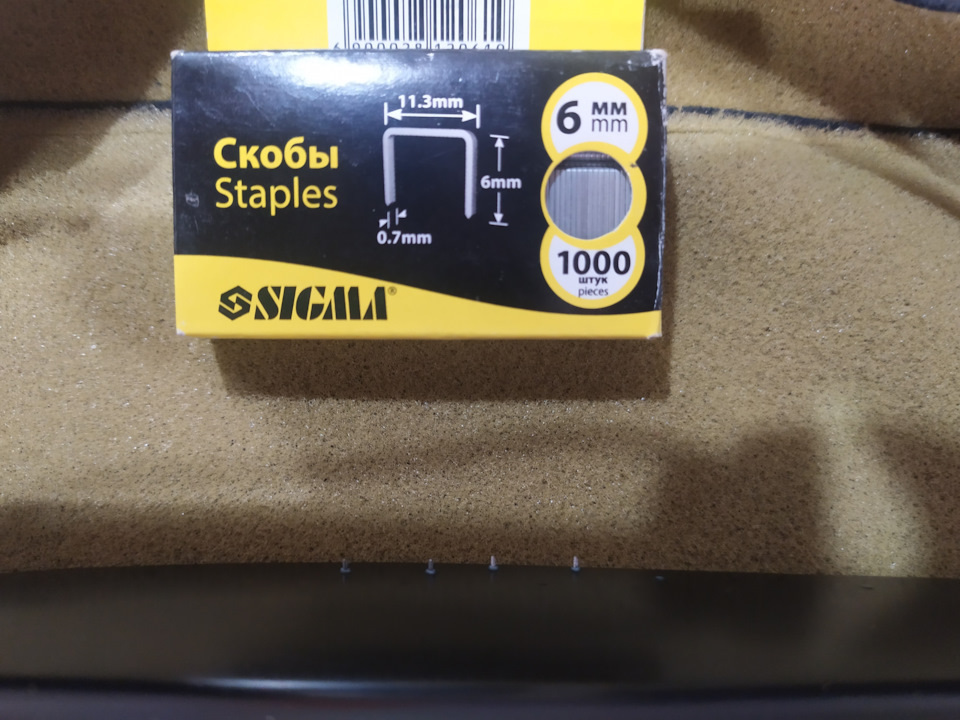 11.3mm
6mm
0.7mm
Скобы
Staples
SIGMA®
6 мм
mm
1000
штук
pieces